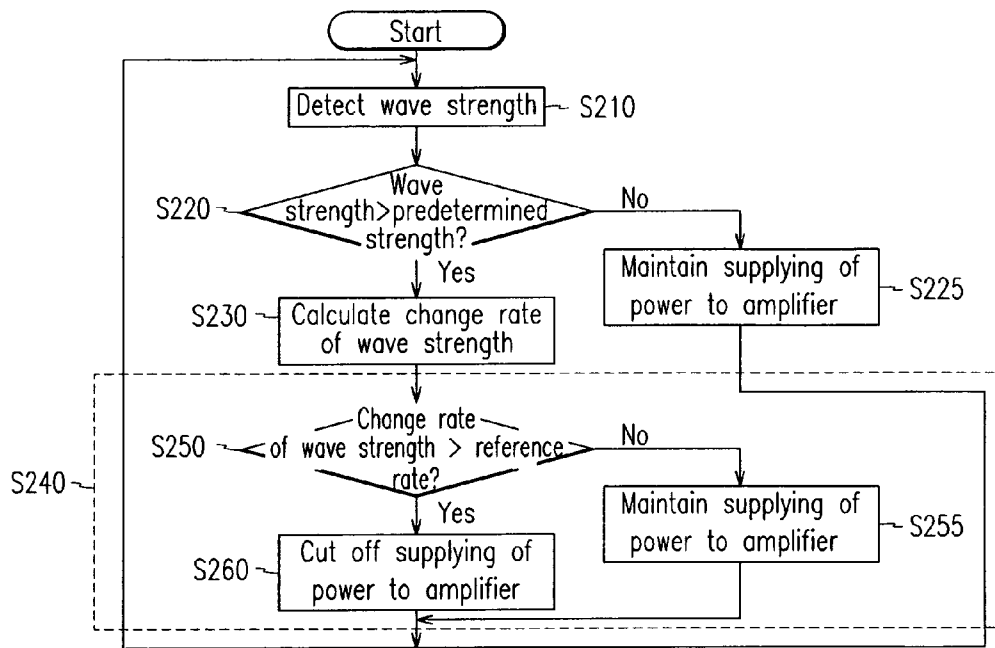 Start
Detect wave strength
S210
Wave
strength>predetermined
strength?
S220
No
Yes
Maintain supplying of
power to amplifier
S225
S230
Calculate change rate
of wave strength
S240
Change rate
of wave strength > reference
rate?
S250
No
Yes
Maintain supplying of
power to amplifier
S255
S260
Cut off supplying of
power to amplifier